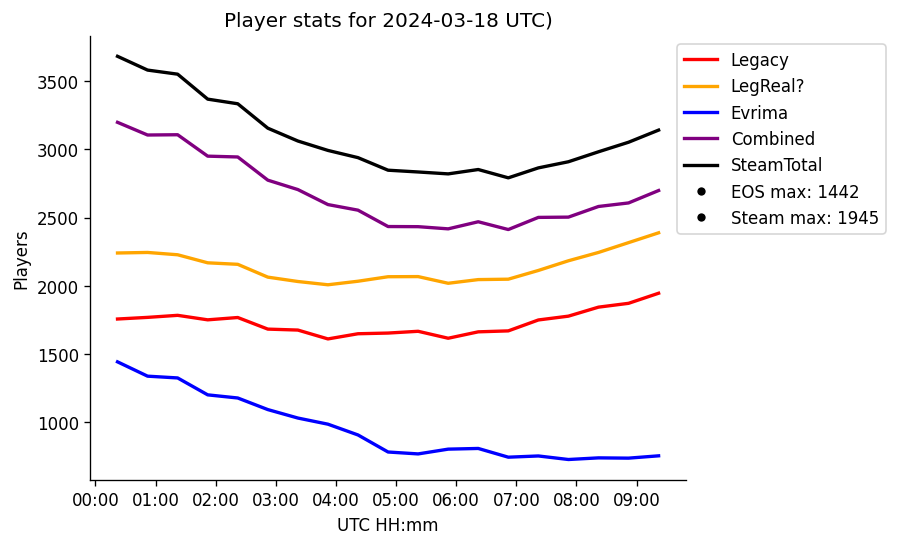 Player stats for 2024-03-18 UTC)
Legacy
LegReal?
Evrima
Combined
SteamTotal
EOS max: 1442
Steam max: 1945
Players
3500
3000
2500
2000
1500
1000
00:00 01:00 02:00 03:00 04:00 05:00 06:00 07:00 08:00 09:00
UTC HH:mm